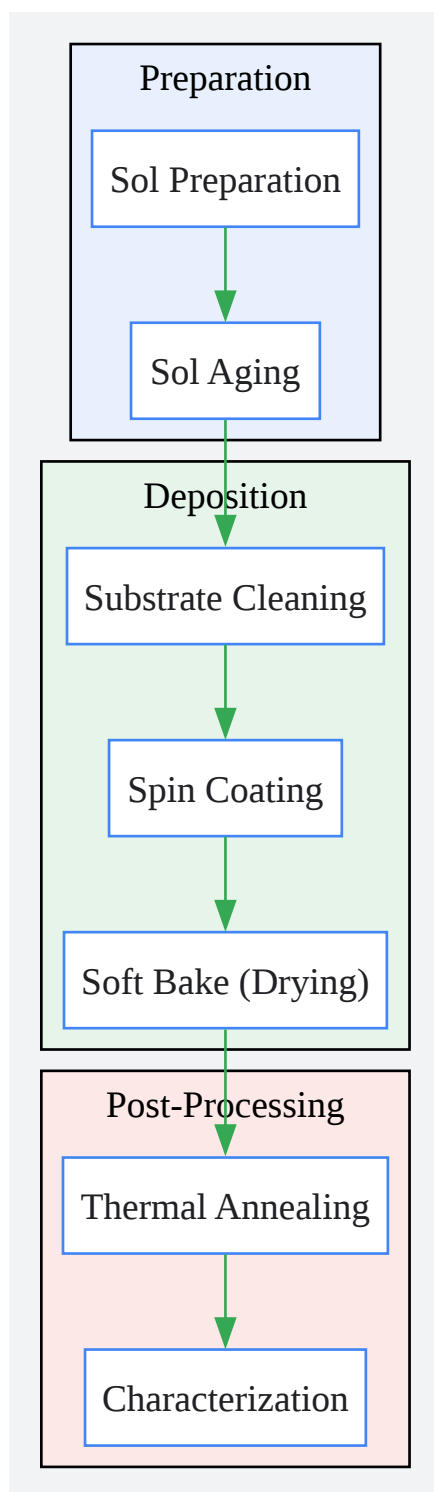 Preparation
Sol Preparation
Sol Aging
Deposition
Substrate Cleaning
Spin Coating
Soft Bake (Drying)
Post-Processing
Thermal Annealing
Characterization